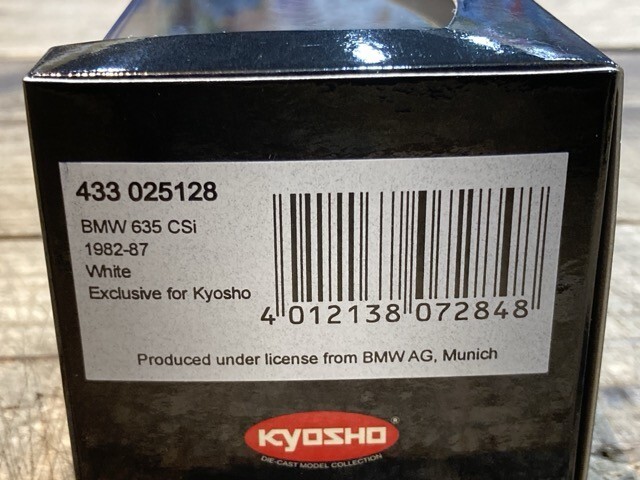 433 025128
BMW 635 CSi
1982-87
White
Exclusive for Kyosho
4 012138 072848
Produced under license from BMW AG, Munich
KYOSHO®
DIE-CAST MODEL COLLECTION